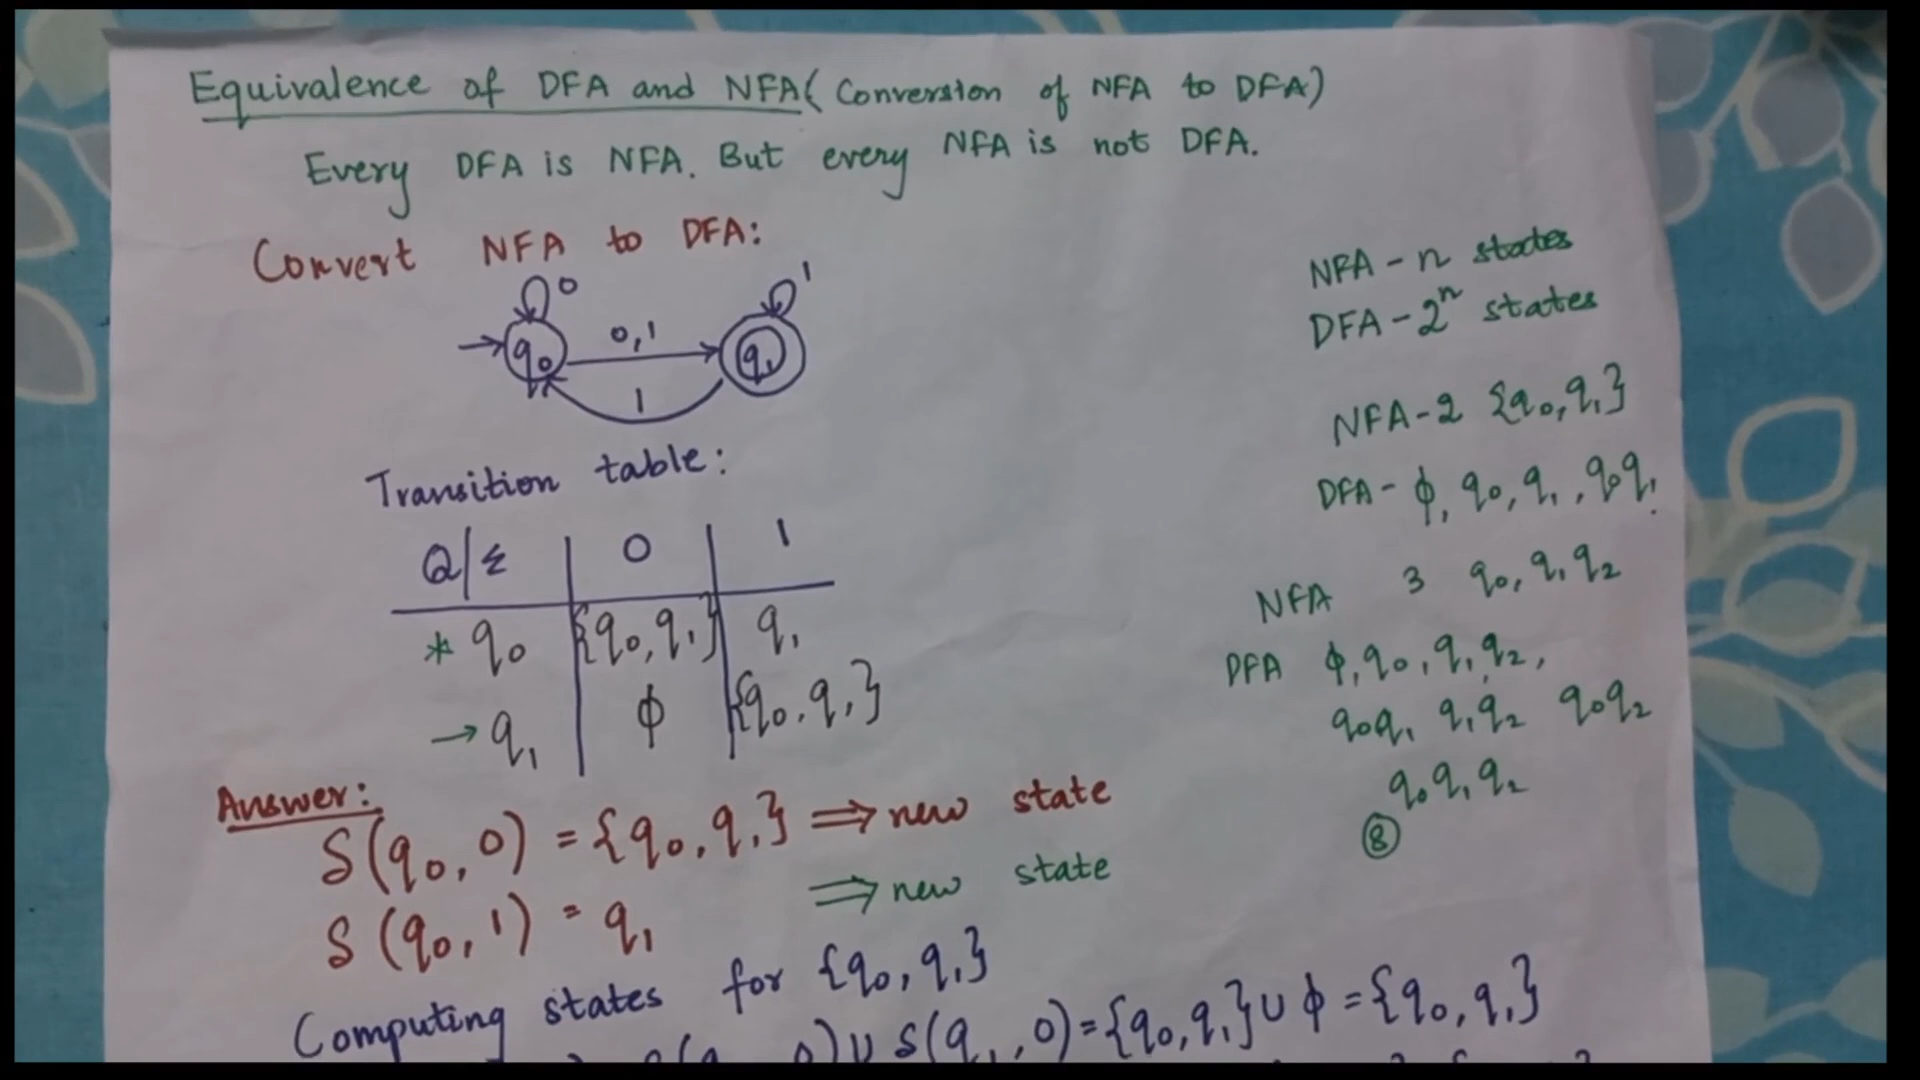 Equivalence of DFA and NFA (Conversion of NFA to DFA)
Every DFA is NFA. But every NFA is not DFA.
Convert NFA to DFA:
0
1
→ q₀
0,1
q₁
1
Transition table:
Q/Σ 0 1
* q₀ {q₀,q₁} q₁
→ q₁ ϕ {q₀,q₁}
Answer:
δ(q₀,0) = {q₀,q₁} ⇒ new state
⇒ new state
δ(q₀,1) = q₁
Computing states for {q₀,q₁}
0) ∪ δ(q₁,0) = {q₀,q₁} ∪ ϕ = {q₀,q₁}
NFA - n states
DFA - 2ⁿ states
NFA - 2 {q₀,q₁}
DFA - ϕ, q₀, q₁, q₀q₁
NFA 3 q₀, q₁ q₂
DFA ϕ, q₀, q₁, q₂,
q₀q₁ q₁q₂ q₀q₂
q₀q₁q₂
8